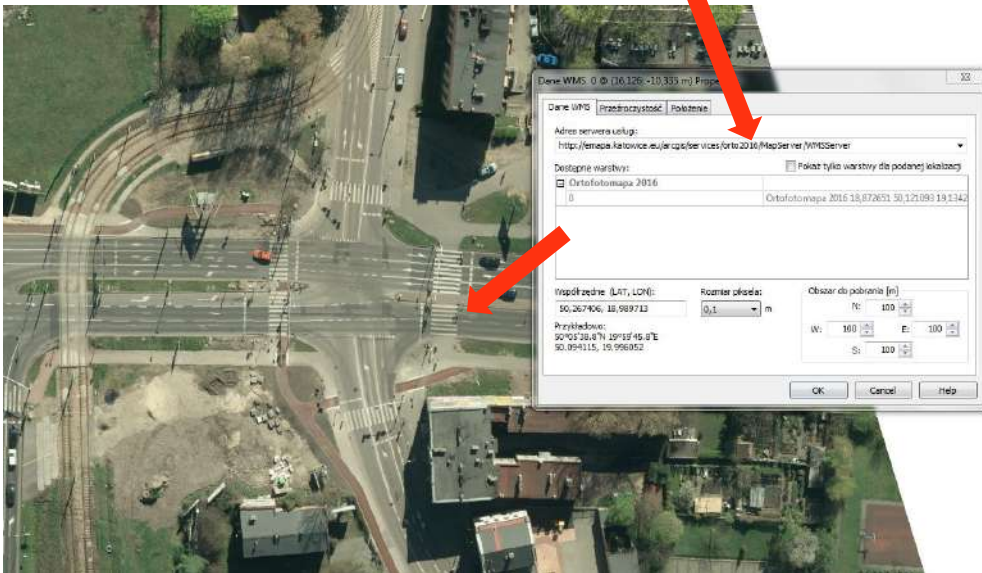 Dane WMS: 0 @ (16,126; -10,355 m) Prope
Dane WMS Przeźroczystość Położenie
Adres serwera usługi:
http://emapa.katowice.eu/arcgis/services/orto2016/MapServer/WMSServer
Dostępne warstwy:
Pokaż tylko warstwy dla podanej lokalizacji
Ortofotomapa 2016
0 Ortofotomapa 2016 18,872651 50,121093 19,1342
Współrzędne (LAT, LON):
Rozmiar piksela:
Obszar do pobrania [m]
50,267406, 18,989713
0,1 m
N: 100
Przykładowo:
50°05'38.8"N 19°59'45.8"E
50.094115, 19.996052
W: 100 E: 100
S: 100
OK Cancel Help